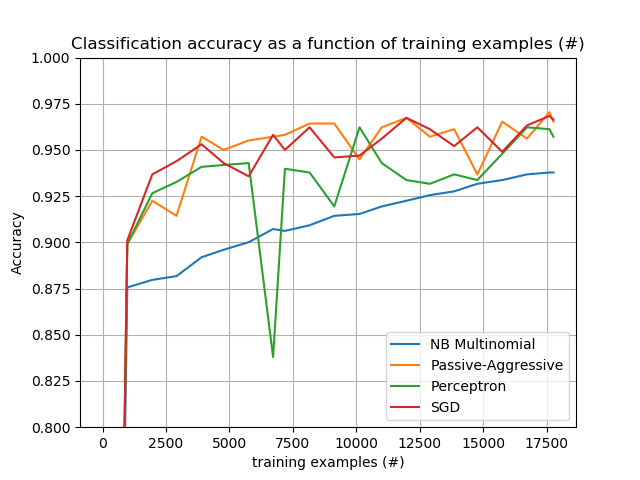 Classification accuracy as a function of training examples (#)
1.000
0.975
0.950
0.925
0.900
0.875
0.850
0.825
0.800
Accuracy
NB Multinomial
Passive-Aggressive
Perceptron
SGD
0 2500 5000 7500 10000 12500 15000 17500
training examples (#)